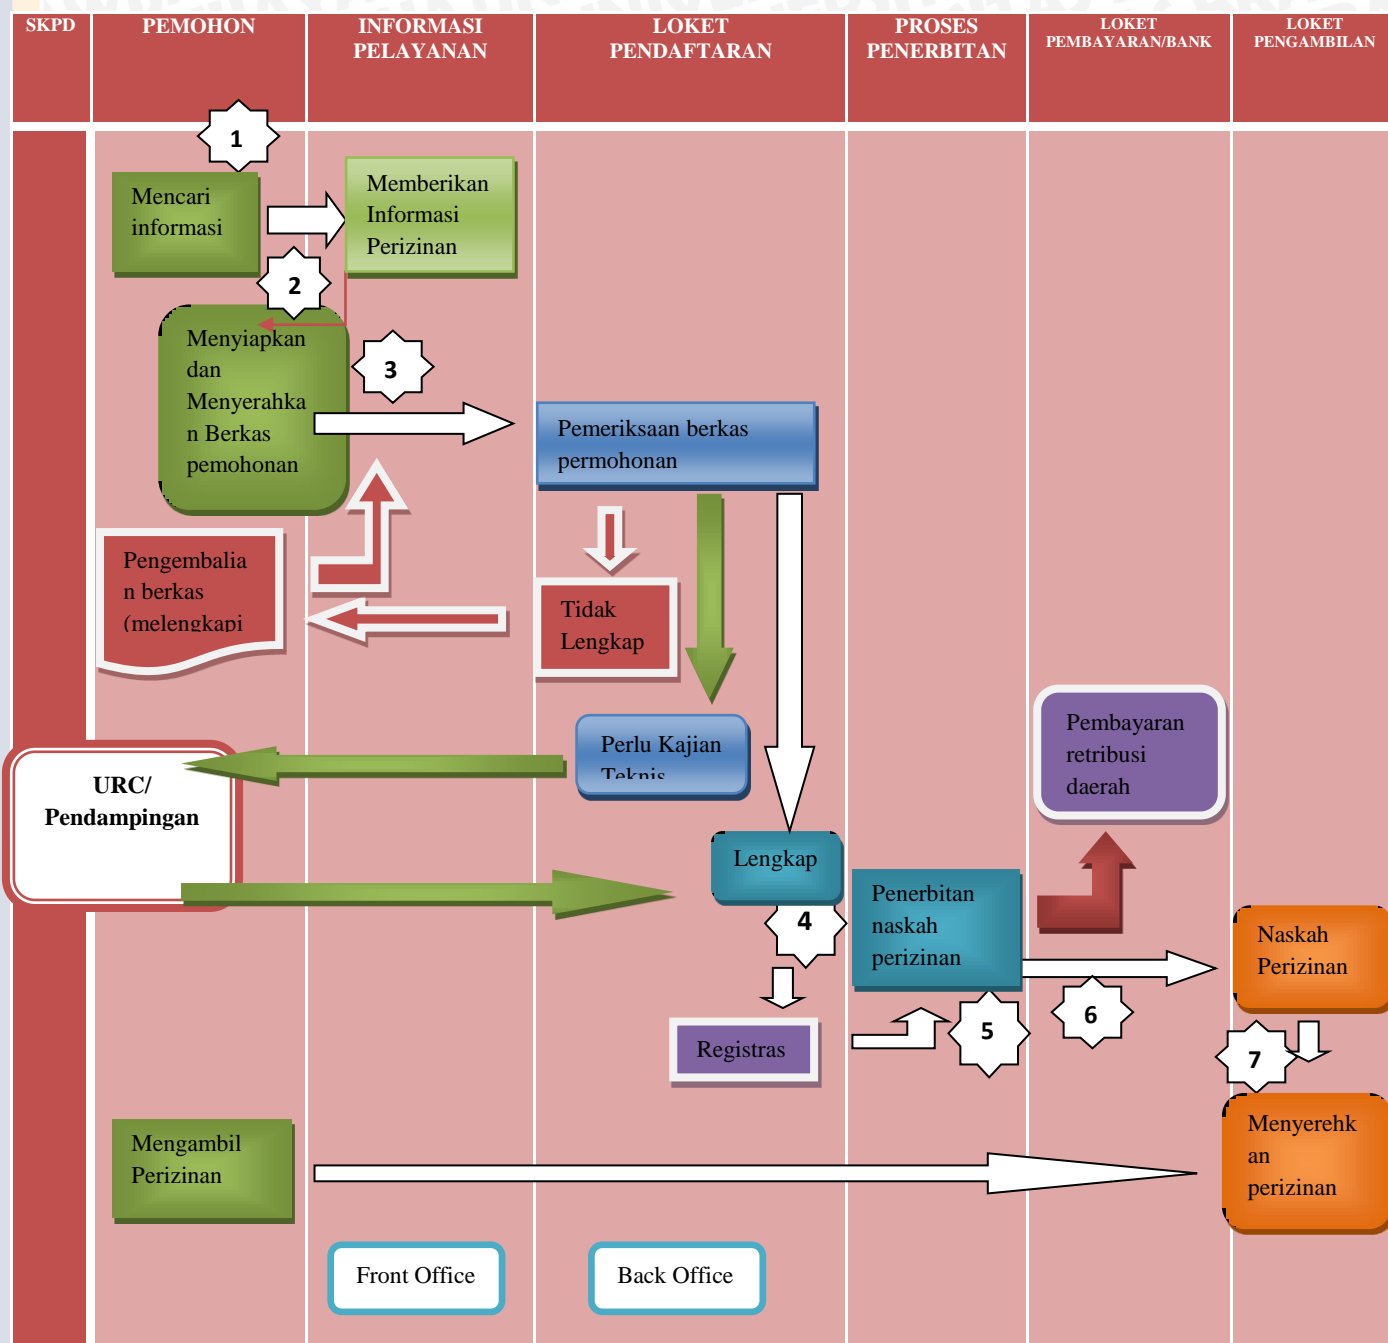 SKPD
PEMOHON
INFORMASI
PELAYANAN
LOKET
PENDAFTARAN
PROSES
PENERBITAN
LOKET
PEMBAYARAN/BANK
LOKET
PENGAMBILAN
1
Mencari
informasi
Memberikan
Informasi
Perizinan
2
Menyiapkan
dan
Menyerahka
n Berkas
pemohonan
3
Pemeriksaan berkas
permohonan
Pengembalia
n berkas
(melengkapi
Tidak
Lengkap
Perlu Kajian
Teknis
Pembayaran
retribusi
daerah
URC/
Pendampingan
Lengkap
4
Penerbitan
naskah
perizinan
Naskah
Perizinan
5
6
Registras
7
Mengambil
Perizinan
Menyerehk
an
perizinan
Front Office
Back Office